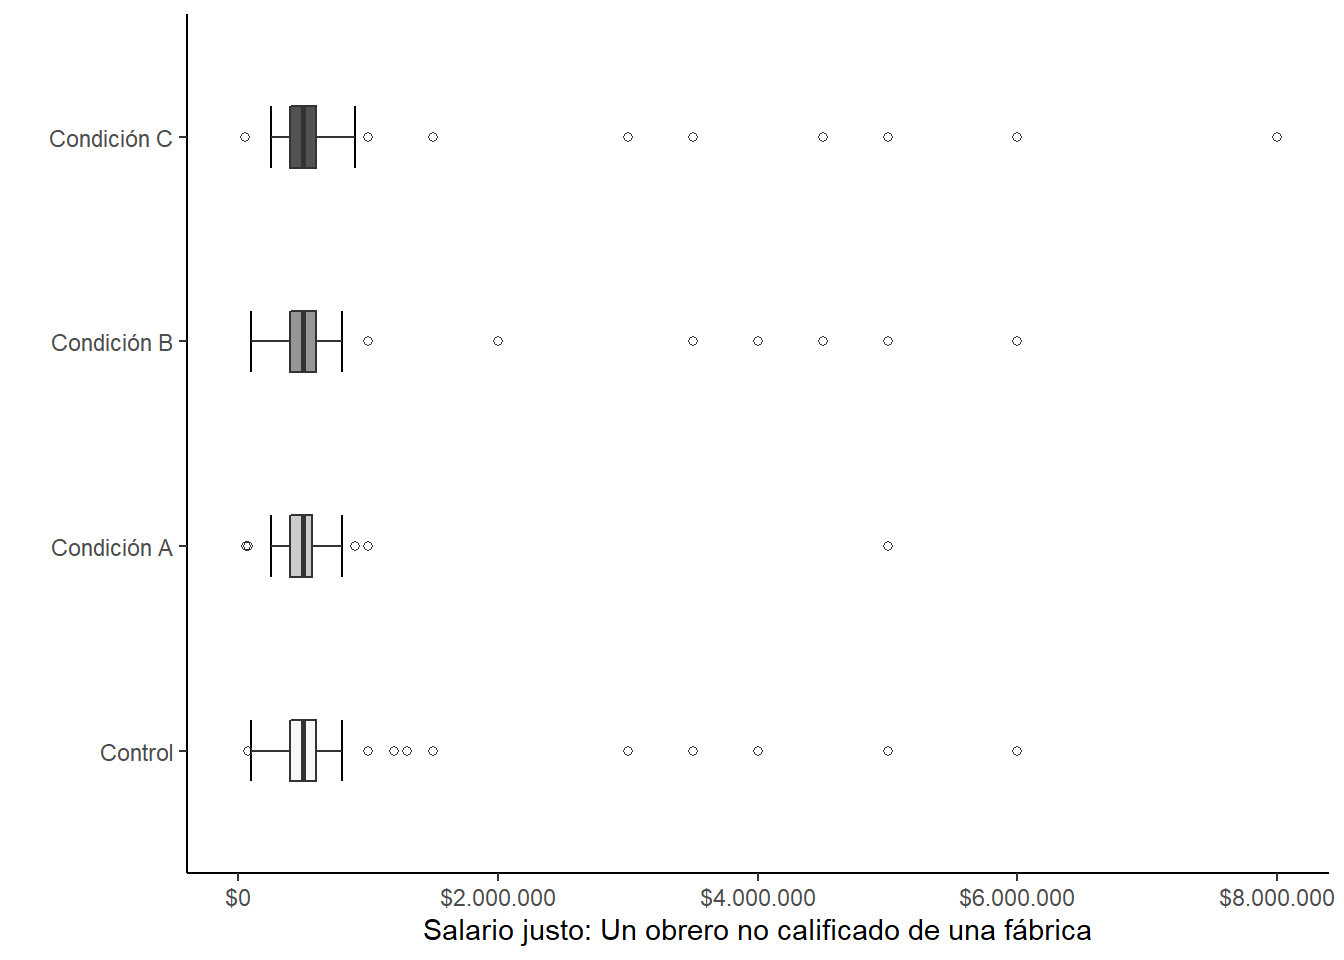 Condición C
Condición B
Condición A
Control
$0
$2.000.000
$4.000.000
$6.000.000
$8.000.000
Salario justo: Un obrero no calificado de una fábrica